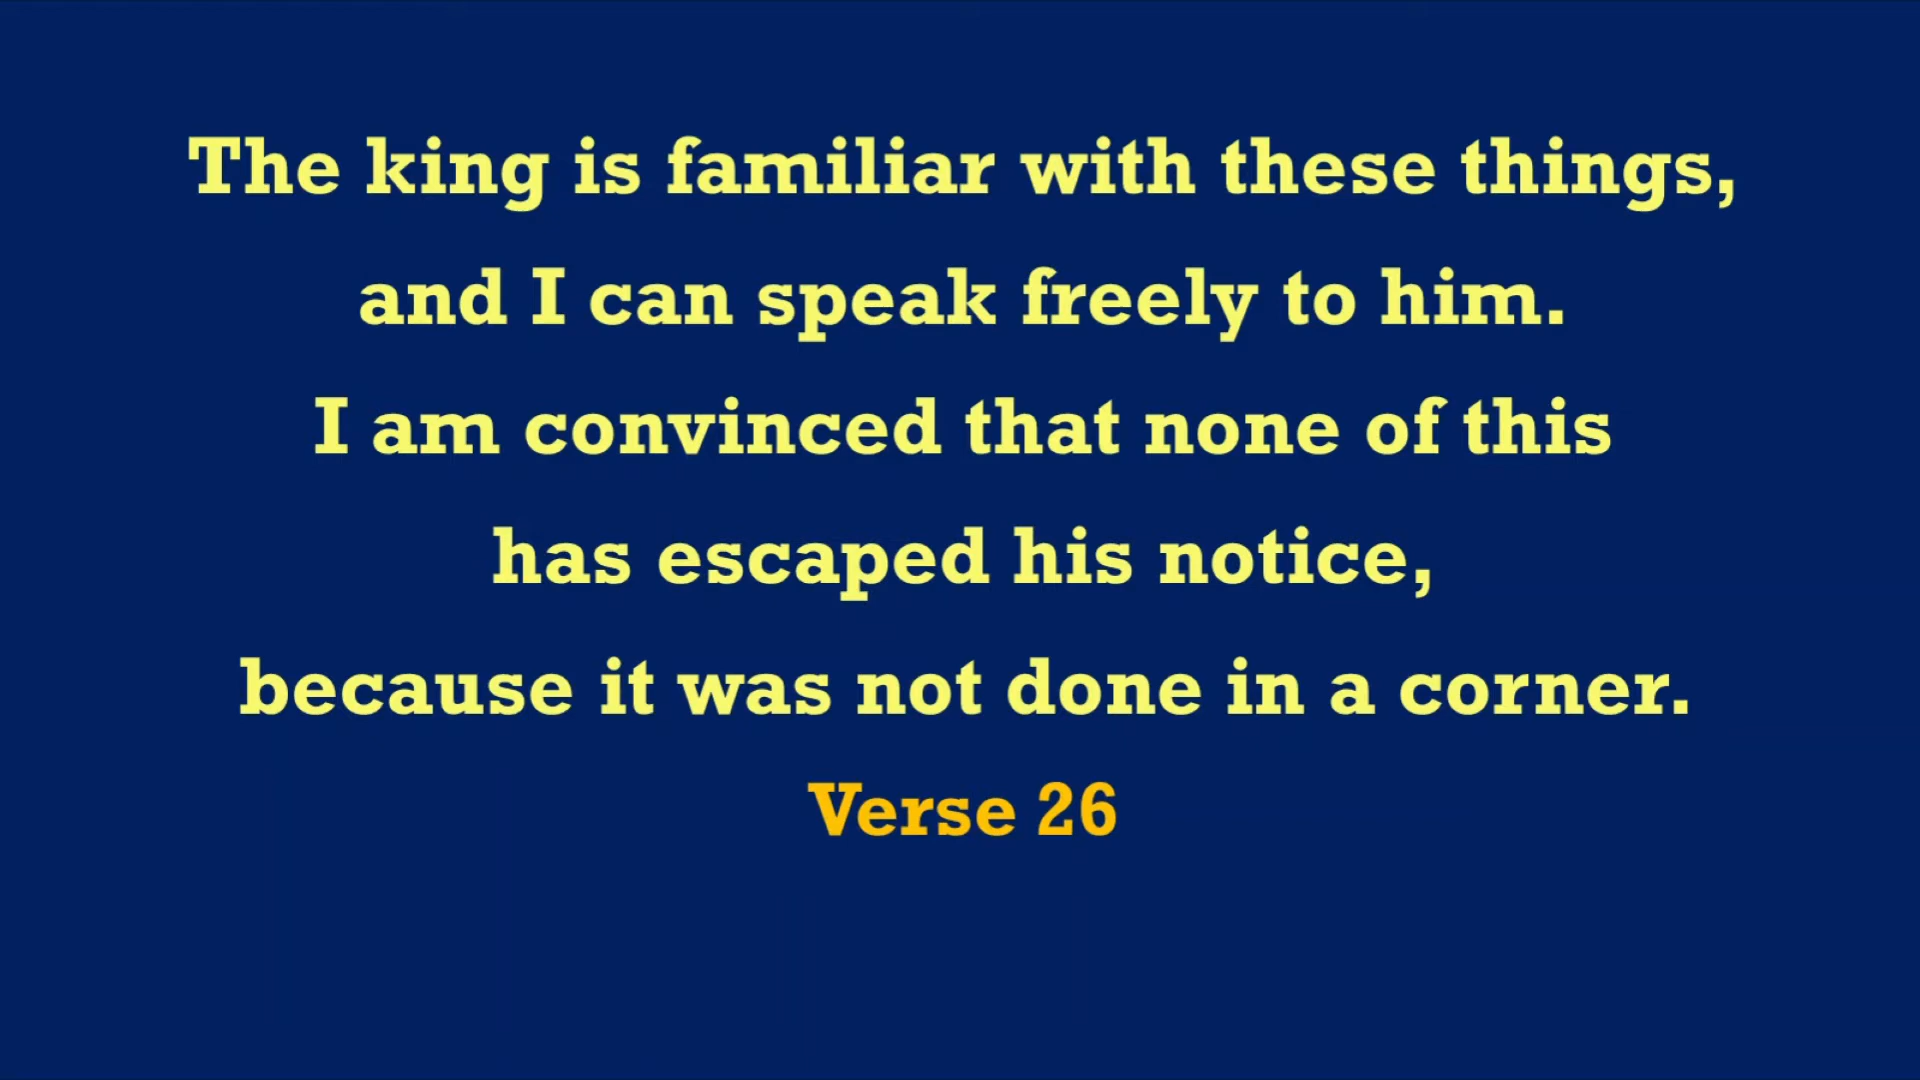 The king is familiar with these things,
and I can speak freely to him.
I am convinced that none of this
has escaped his notice,
because it was not done in a corner.
Verse 26